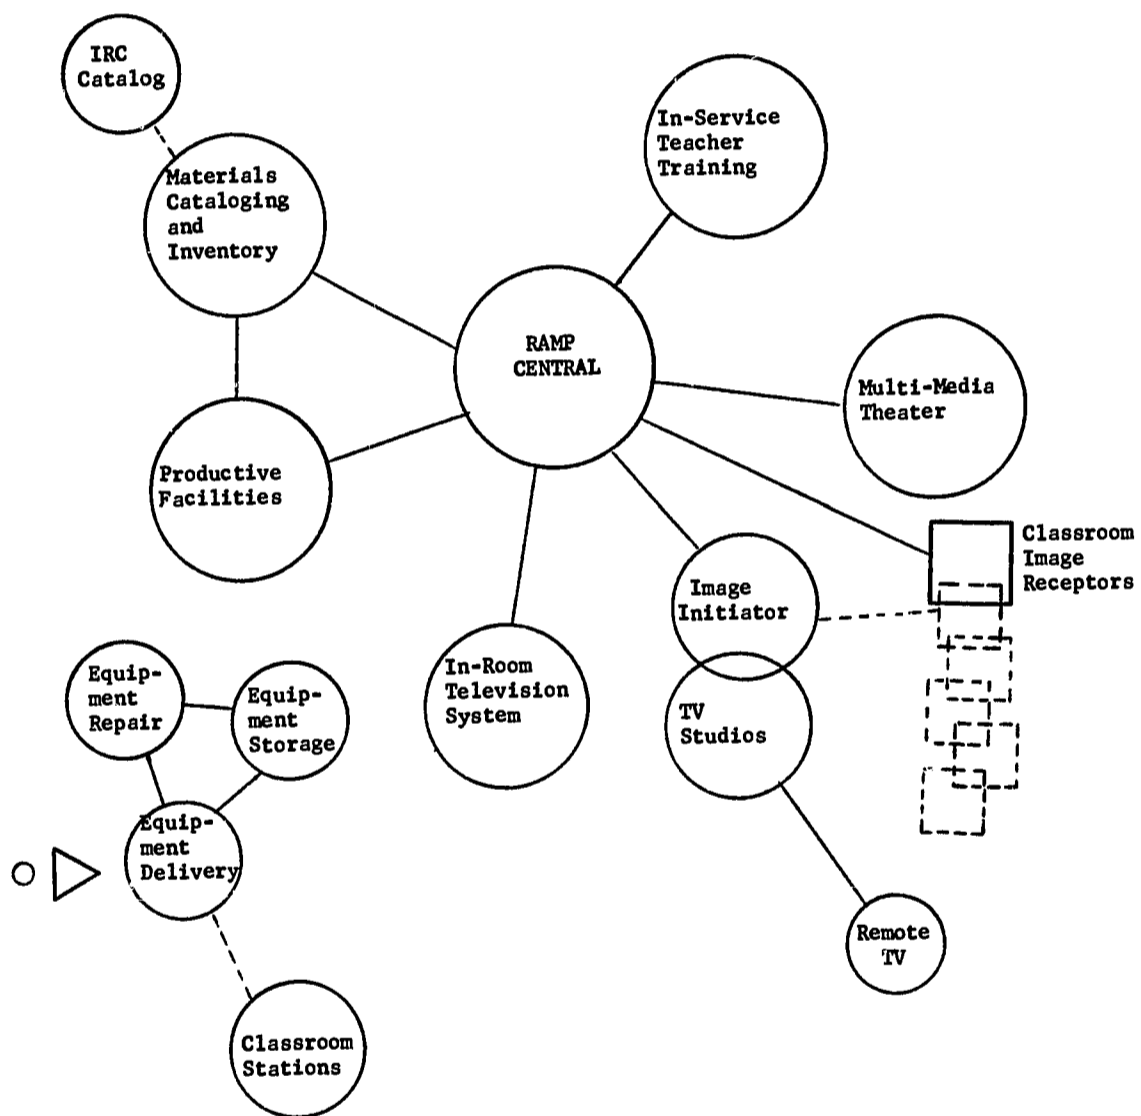 IRC
Catalog
Materials
Cataloging
and
Inventory
In-Service
Teacher
Training
RAMP
CENTRAL
Multi-Media
Theater
Productive
Facilities
Classroom
Image
Receptors
Image
Initiator
In-Room
Television
System
TV
Studios
Equip-
ment
Repair
Equip-
ment
Storage
Equip-
ment
Delivery
Remote
TV
Classroom
Stations